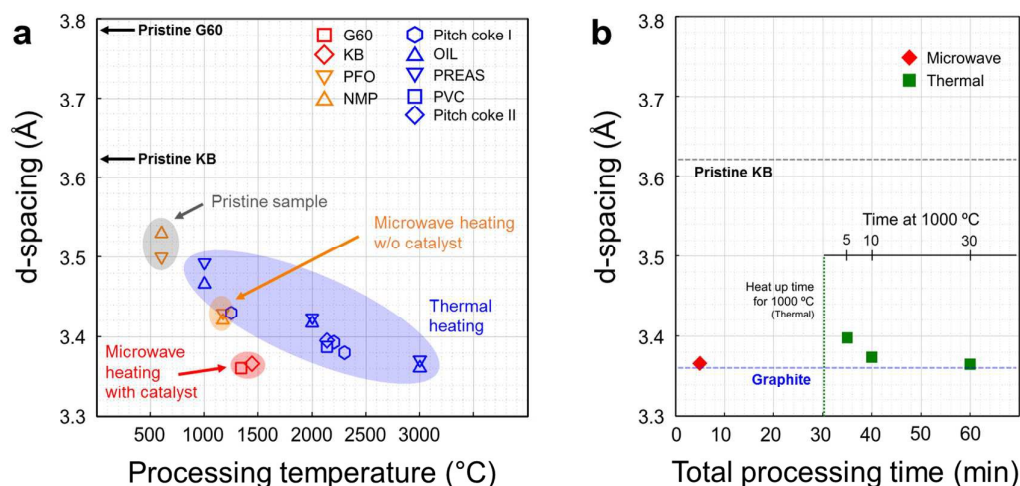 a
3.8
Pristine G60
G60
KB
PFO
NMP
Pitch coke I
OIL
PREAS
PVC
Pitch coke II
3.7
d-spacing (Å)
Pristine KB
3.6
Pristine sample
Microwave heating
w/o catalyst
3.5
Thermal
heating
3.4
Microwave
heating
with catalyst
3.3
500 1000 1500 2000 2500 3000
Processing temperature (°C)
b
3.8
Microwave
Thermal
3.7
d-spacing (Å)
Pristine KB
3.6
Time at 1000 ºC
5 10 30
3.5
Heat up time
for 1000 ºC
(Thermal)
3.4
Graphite
3.3
0 10 20 30 40 50 60
Total processing time (min)